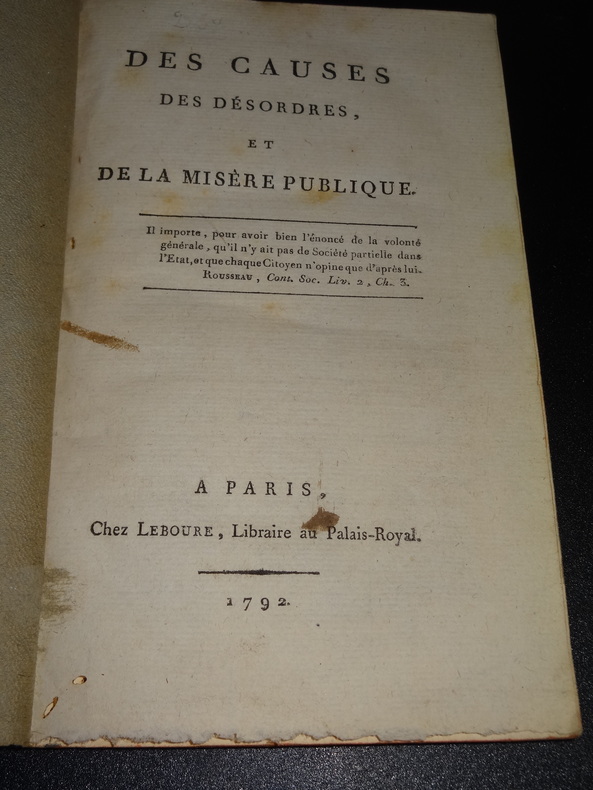 DES CAUSES
DES DÉSORDRES,
ET
DE LA MISÈRE PUBLIQUE.
Il importe, pour avoir bien l'énoncé de la volonté
générale, qu'il n'y ait pas de Société partielle dans
l'Etat, et que chaque Citoyen n'opine que d'après lui.
ROUSSEAU, Cont. Soc. Liv. 2, Ch. 3.
A PARIS,
Chez LEBOURE, Libraire au Palais-Royal.
1792.